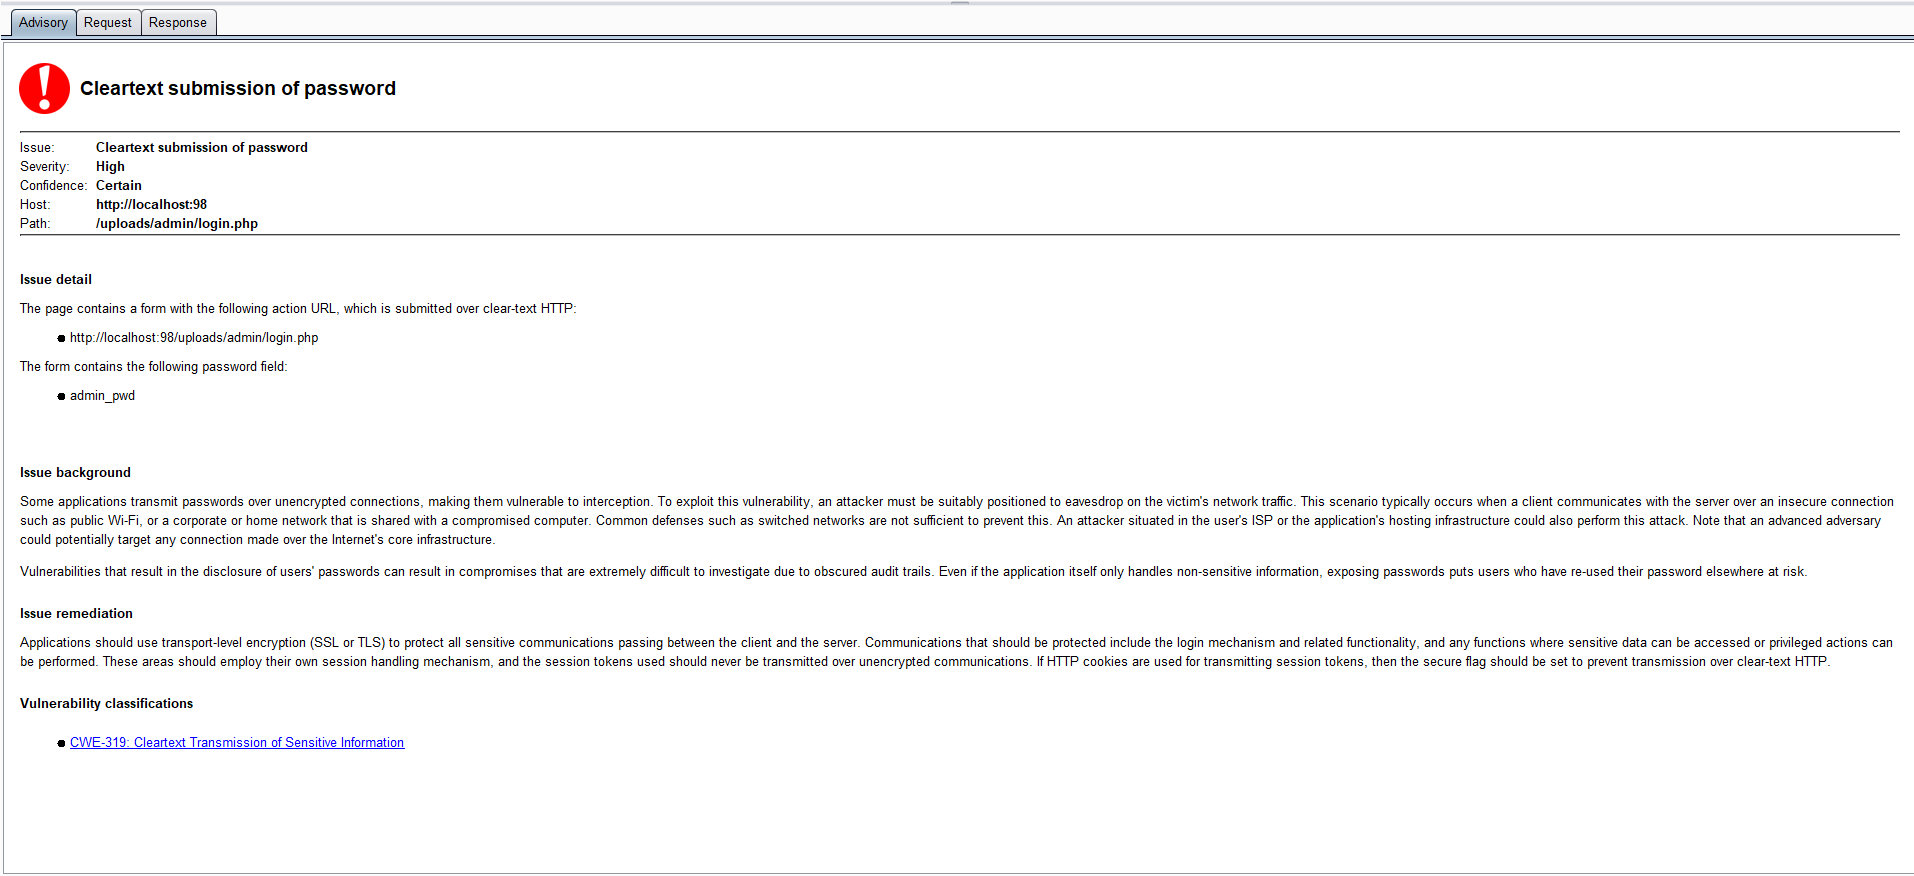 Advisory Request Response
Cleartext submission of password
Issue: Cleartext submission of password
Severity: High
Confidence: Certain
Host: http://localhost:98
Path: /uploads/admin/login.php
Issue detail
The page contains a form with the following action URL, which is submitted over clear-text HTTP:
http://localhost:98/uploads/admin/login.php
The form contains the following password field:
admin_pwd
Issue background
Some applications transmit passwords over unencrypted connections, making them vulnerable to interception. To exploit this vulnerability, an attacker must be suitably positioned to eavesdrop on the victim's network traffic. This scenario typically occurs when a client communicates with the server over an insecure connection
such as public Wi-Fi, or a corporate or home network that is shared with a compromised computer. Common defenses such as switched networks are not sufficient to prevent this. An attacker situated in the user's ISP or the application's hosting infrastructure could also perform this attack. Note that an advanced adversary
could potentially target any connection made over the Internet's core infrastructure.
Vulnerabilities that result in the disclosure of users' passwords can result in compromises that are extremely difficult to investigate due to obscured audit trails. Even if the application itself only handles non-sensitive information, exposing passwords puts users who have re-used their password elsewhere at risk.
Issue remediation
Applications should use transport-level encryption (SSL or TLS) to protect all sensitive communications passing between the client and the server. Communications that should be protected include the login mechanism and related functionality, and any functions where sensitive data can be accessed or privileged actions can
be performed. These areas should employ their own session handling mechanism, and the session tokens used should never be transmitted over unencrypted communications. If HTTP cookies are used for transmitting session tokens, then the secure flag should be set to prevent transmission over clear-text HTTP.
Vulnerability classifications
CWE-319: Cleartext Transmission of Sensitive Information